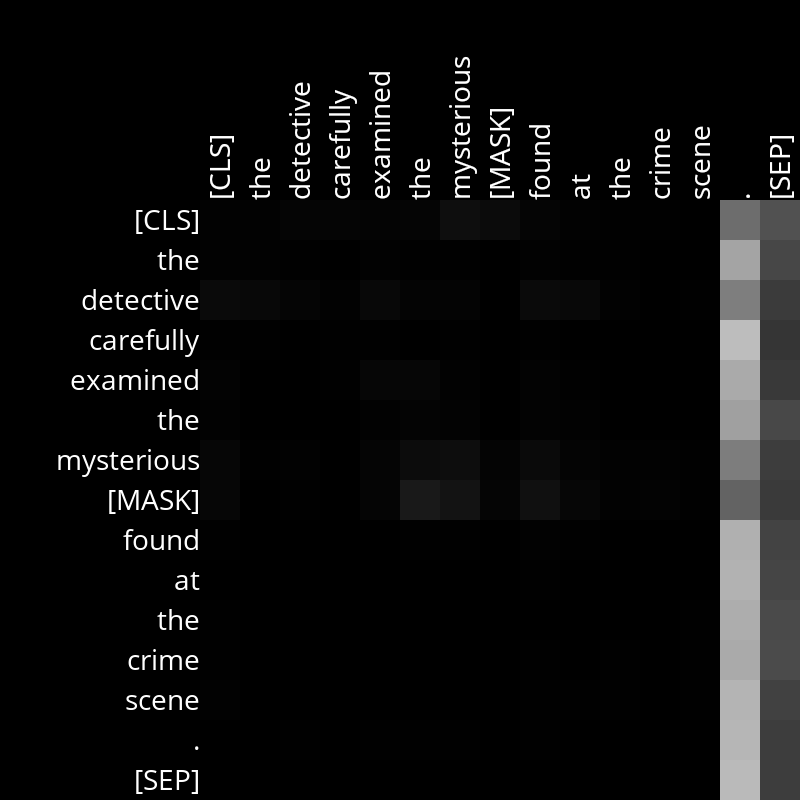 [CLS] the detective carefully examined the mysterious [MASK] found at the crime scene . [SEP]
[CLS]
the
detective
carefully
examined
the
mysterious
[MASK]
found
at
the
crime
scene
.
[SEP]